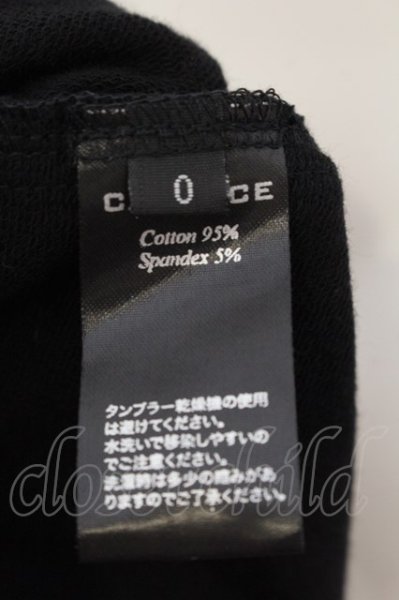 0
C CE
Cotton 95%
Spandex 5%
タンブラー乾燥機の使用
は避けてください。
水洗いで移染しやすいの
でご注意ください。
洗濯時は多少の縮みがあ
りますのでご了承ください。
closet child